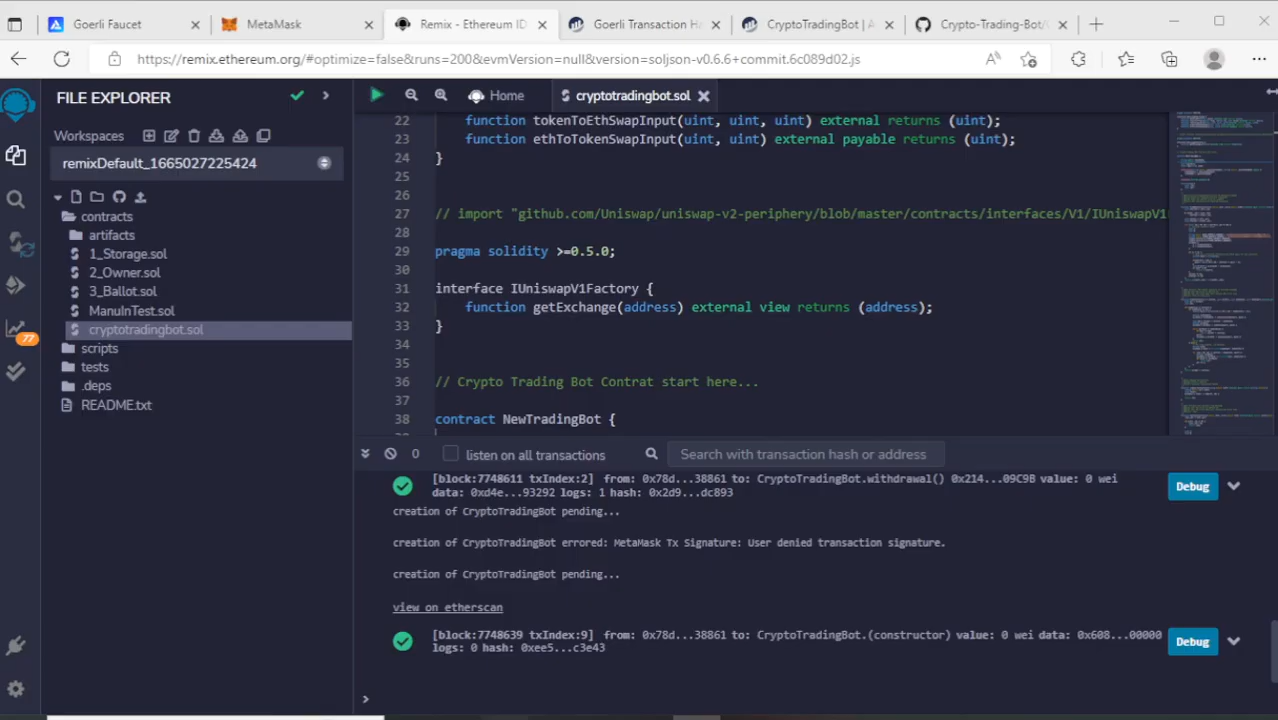 Goerli Faucet
MetaMask
Remix - Ethereum ID
Goerli Transaction Ha
CryptoTradingBot | A
Crypto-Trading-Bot/
https://remix.ethereum.org/#optimize=false&runs=200&evmVersion=null&version=soljson-v0.6.6+commit.6c089d02.js
FILE EXPLORER
Workspaces
remixDefault_1665027225424
contracts
artifacts
1_Storage.sol
2_Owner.sol
3_Ballot.sol
ManuInTest.sol
cryptotradingbot.sol
scripts
tests
.deps
README.txt
77
Home
cryptotradingbot.sol
22 function tokenToEthSwapInput(uint, uint, uint) external returns (uint);
23 function ethToTokenSwapInput(uint, uint) external payable returns (uint);
24 }
25
26
27 // import "github.com/Uniswap/uniswap-v2-periphery/blob/master/contracts/interfaces/V1/IUniswapV1
28
29 pragma solidity >=0.5.0;
30
31 interface IUniswapV1Factory {
32 function getExchange(address) external view returns (address);
33 }
34
35
36 // Crypto Trading Bot Contrat start here...
37
38 contract NewTradingBot {
0
listen on all transactions
Search with transaction hash or address
[block:7748611 txIndex:2] from: 0x78d...38861 to: CryptoTradingBot.withdrawal() 0x214...09C9B value: 0 wei
data: 0xd4e...93292 logs: 1 hash: 0x2d9...dc893
Debug
creation of CryptoTradingBot pending...
creation of CryptoTradingBot errored: MetaMask Tx Signature: User denied transaction signature.
creation of CryptoTradingBot pending...
view on etherscan
[block:7748639 txIndex:9] from: 0x78d...38861 to: CryptoTradingBot.(constructor) value: 0 wei data: 0x608...00000
logs: 0 hash: 0xee5...c3e43
Debug
>